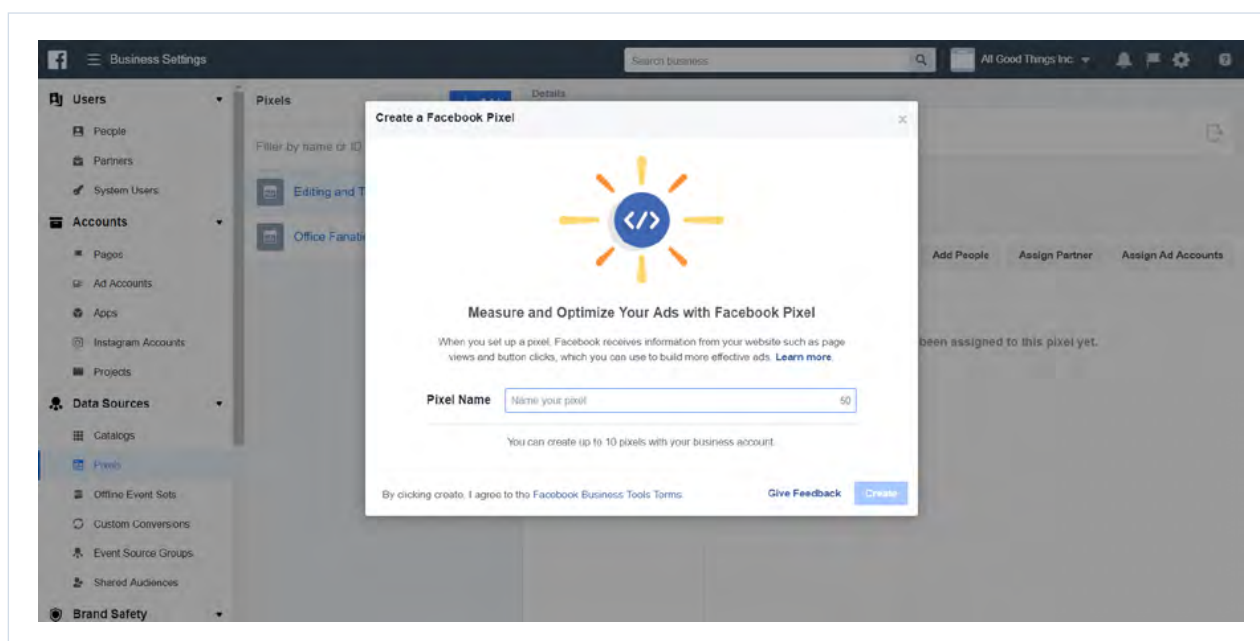 Business Settings
Search business
All Good Things Inc.
Users
People
Partners
System Users
Accounts
Pages
Ad Accounts
Apps
Instagram Accounts
Projects
Data Sources
Catalogs
Pixels
Offline Event Sets
Custom Conversions
Event Source Groups
Shared Audiences
Brand Safety
Pixels
Filter by name or ID
Editing and T
Office Fanati
Details
Add People Assign Partner Assign Ad Accounts
been assigned to this pixel yet.
Create a Facebook Pixel
</>
Measure and Optimize Your Ads with Facebook Pixel
When you set up a pixel, Facebook receives information from your website such as page
views and button clicks, which you can use to build more effective ads. Learn more.
Pixel Name Name your pixel 50
You can create up to 10 pixels with your business account.
By clicking create, I agree to the Facebook Business Tools Terms. Give Feedback Create